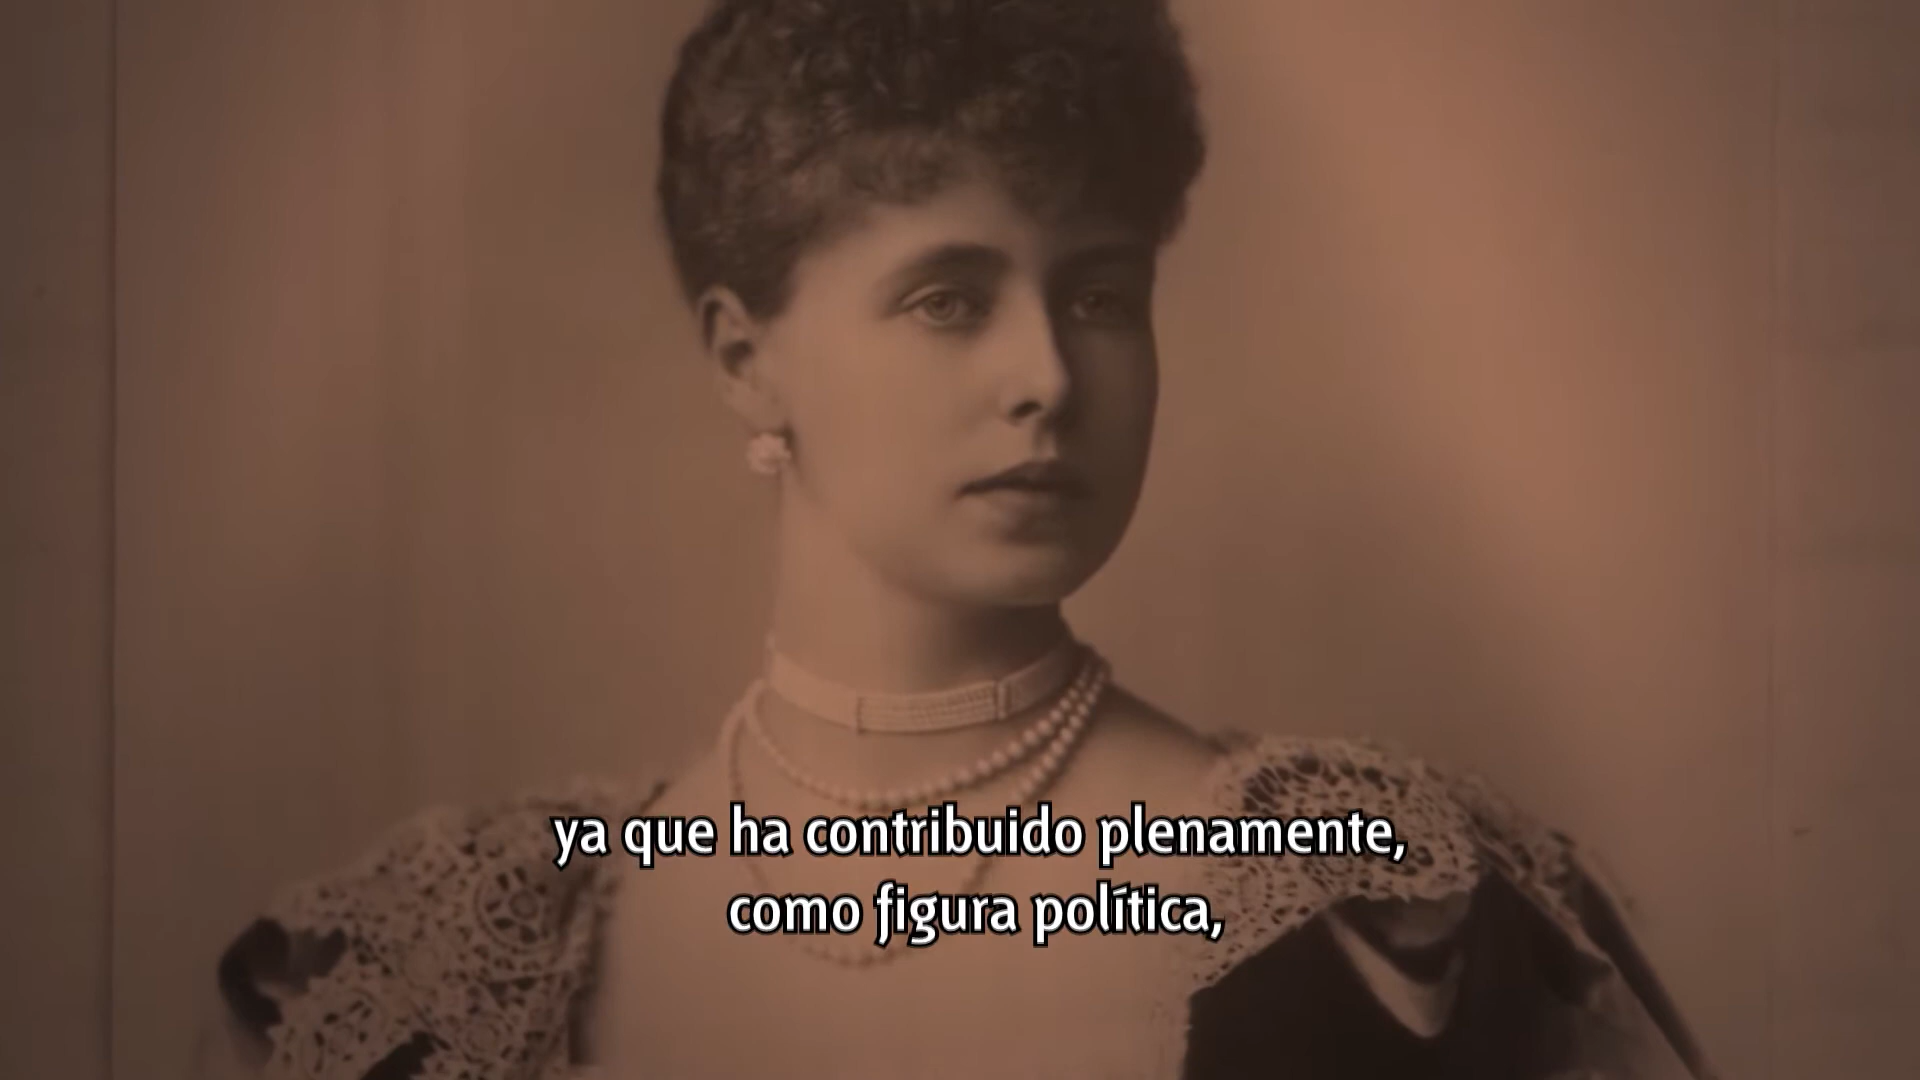 ya que ha contribuido plenamente,
como figura política,